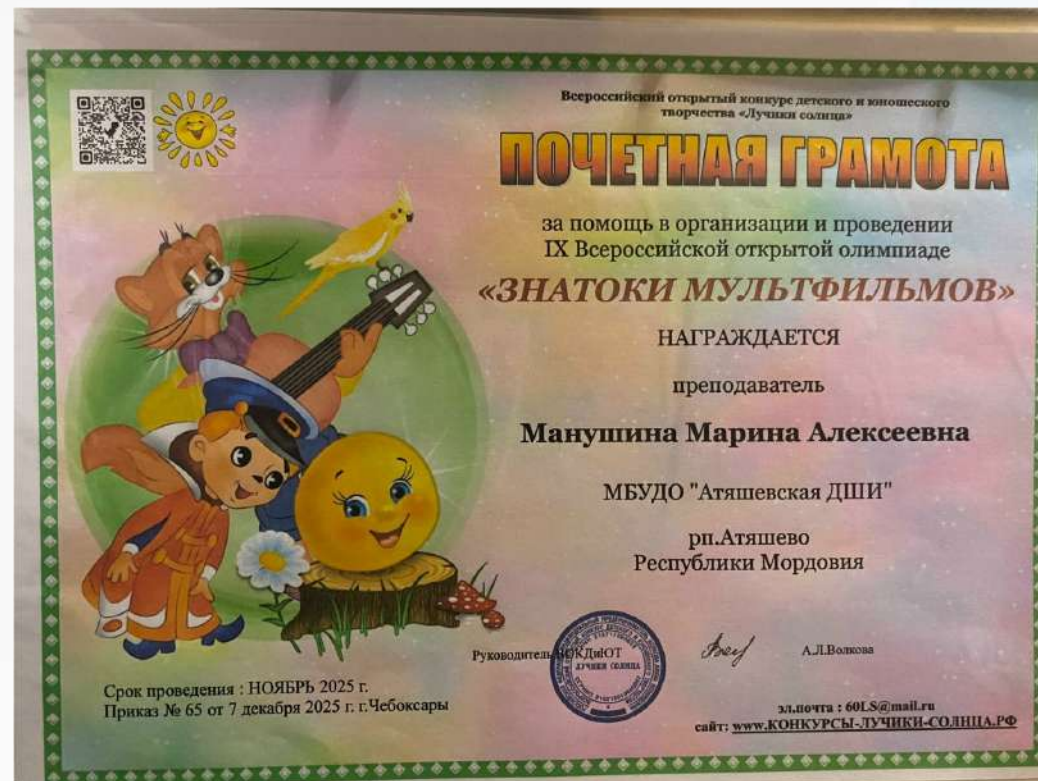 Всероссийский открытый конкурс детского и юношеского
творчества «Лучики солнца»
ПОЧЕТНАЯ ГРАМОТА
за помощь в организации и проведении
IX Всероссийской открытой олимпиаде
«ЗНАТОКИ МУЛЬТФИЛЬМОВ»
НАГРАЖДАЕТСЯ
преподаватель
Манушина Марина Алексеевна
МБУДО "Атяшевская ДШИ"
рп.Атяшево
Республики Мордовия
Руководитель ВОКДиЮТ
ЛУЧИКИ СОЛНЦА
А.Л.Волкова
Срок проведения : НОЯБРЬ 2025 г.
Приказ № 65 от 7 декабря 2025 г. г.Чебоксары
эл.почта : 60LS@mail.ru
сайт: www.КОНКУРСЫ-ЛУЧИКИ-СОЛНЦА.РФ